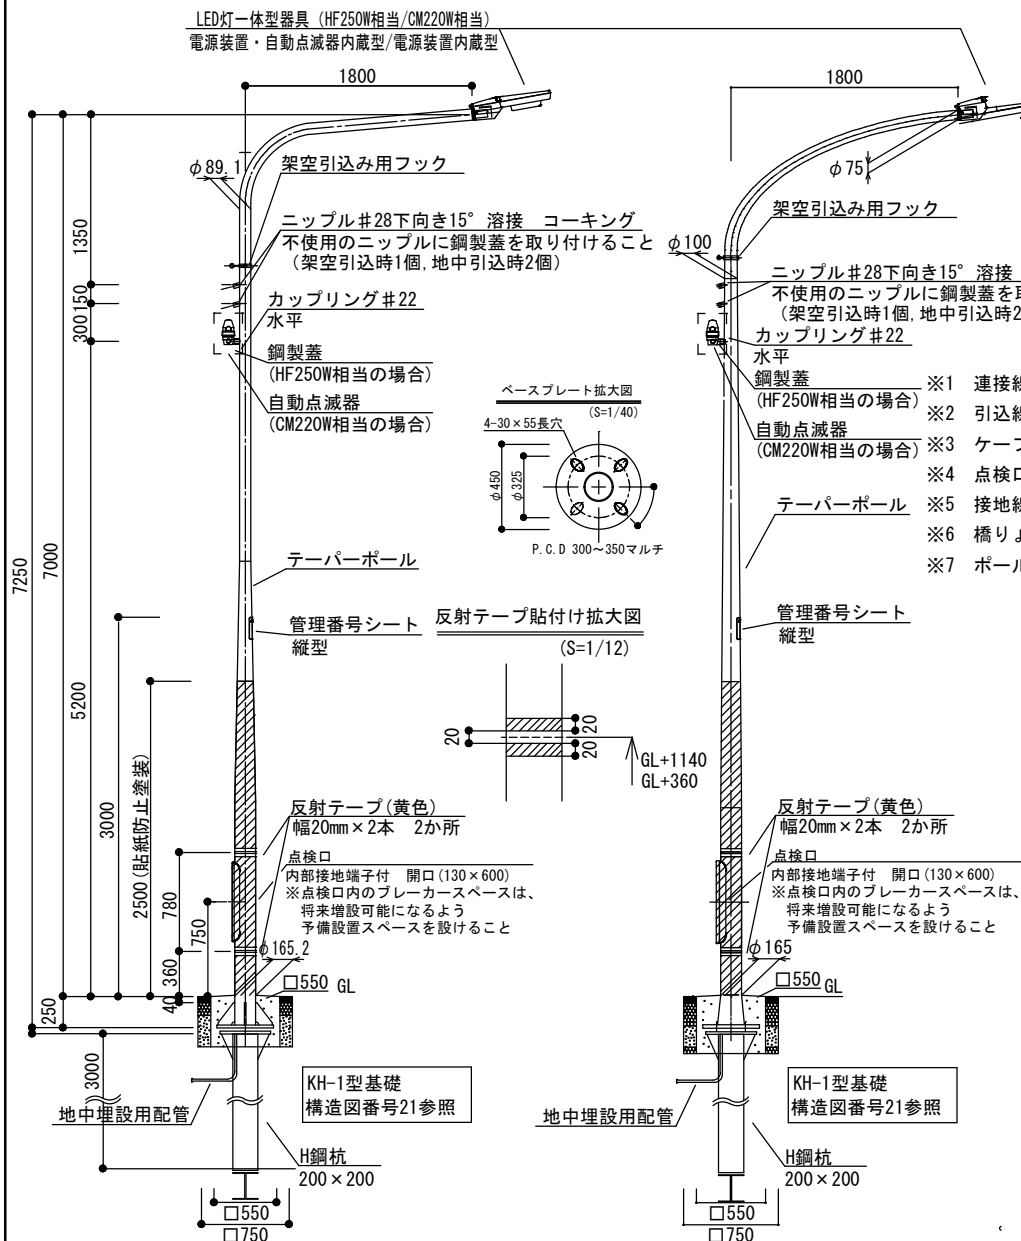 LED灯一体型器具（HF250W相当/CM220W相当）
電源装置・自動点滅器内蔵型/電源装置内蔵型
1800
φ89.1
架空引込み用フック
ニップル♯28下向き15° 溶接　コーキング
不使用のニップルに鋼製蓋を取り付けること
（架空引込時1個,地中引込時2個）
カップリング♯22
水平
鋼製蓋
(HF250W相当の場合)
自動点滅器
(CM220W相当の場合)
1350
150
300
7250
7000
5200
3000
2500(貼紙防止塗装)
780
750
360
40
250
3000
テーパーポール
管理番号シート
縦型
反射テープ(黄色)
幅20mm×2本　2か所
点検口
内部接地端子付　開口(130×600)
※点検口内のブレーカースペースは、
将来増設可能になるよう
予備設置スペースを設けること
φ165.2
□550
GL
地中埋設用配管
KH-1型基礎
構造図番号21参照
H鋼杭
200×200
□550
□750
ベースプレート拡大図
(S=1/40)
4-30×55長穴
φ450
φ325
P.C.D 300～350マルチ
反射テープ貼付け拡大図
(S=1/12)
20
20
20
GL+1140
GL+360
1800
φ75
架空引込み用フック
φ100
ニップル♯28下向き15° 溶接
不使用のニップルに鋼製蓋を
（架空引込時1個,地中引込時2
カップリング♯22
水平
鋼製蓋
(HF250W相当の場合)
自動点滅器
(CM220W相当の場合)
※1　連接
※2　引込
※3　ケーブ
※4　点検口
※5　接地
※6　橋りょ
※7　ポール
テーパーポール
管理番号シート
縦型
反射テープ(黄色)
幅20mm×2本　2か所
点検口
内部接地端子付　開口(130×600)
※点検口内のブレーカースペースは、
将来増設可能になるよう
予備設置スペースを設けること
φ165
□550
GL
地中埋設用配管
KH-1型基礎
構造図番号21参照
H鋼杭
200×200
□550
□750